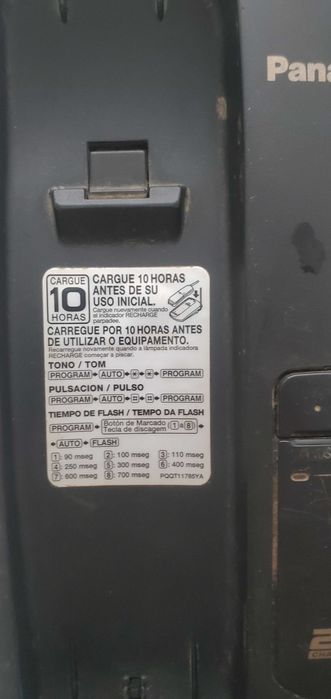 Pana
CARGUE
10
HORAS
CARGUE 10 HORAS
ANTES DE SU
USO INICIAL.
Cargue nuevamente cuando
el indicador RECHARGE
parpadee.
CARREGUE POR 10 HORAS ANTES
DE UTILIZAR O EQUIPAMENTO.
Recarregue novamente quando a lâmpada indicadora
RECHARGE começar a piscar.
TONO / TOM
PROGRAM AUTO * * PROGRAM
PULSACION / PULSO
PROGRAM AUTO # # PROGRAM
TIEMPO DE FLASH / TEMPO DA FLASH
PROGRAM Botón de Marcado
Tecla de discagem (1 a 8)
AUTO FLASH
1: 90 mseg 2: 100 mseg 3: 110 mseg
4: 250 mseg 5: 300 mseg 6: 400 mseg
7: 600 mseg 8: 700 mseg PQQT11785YA